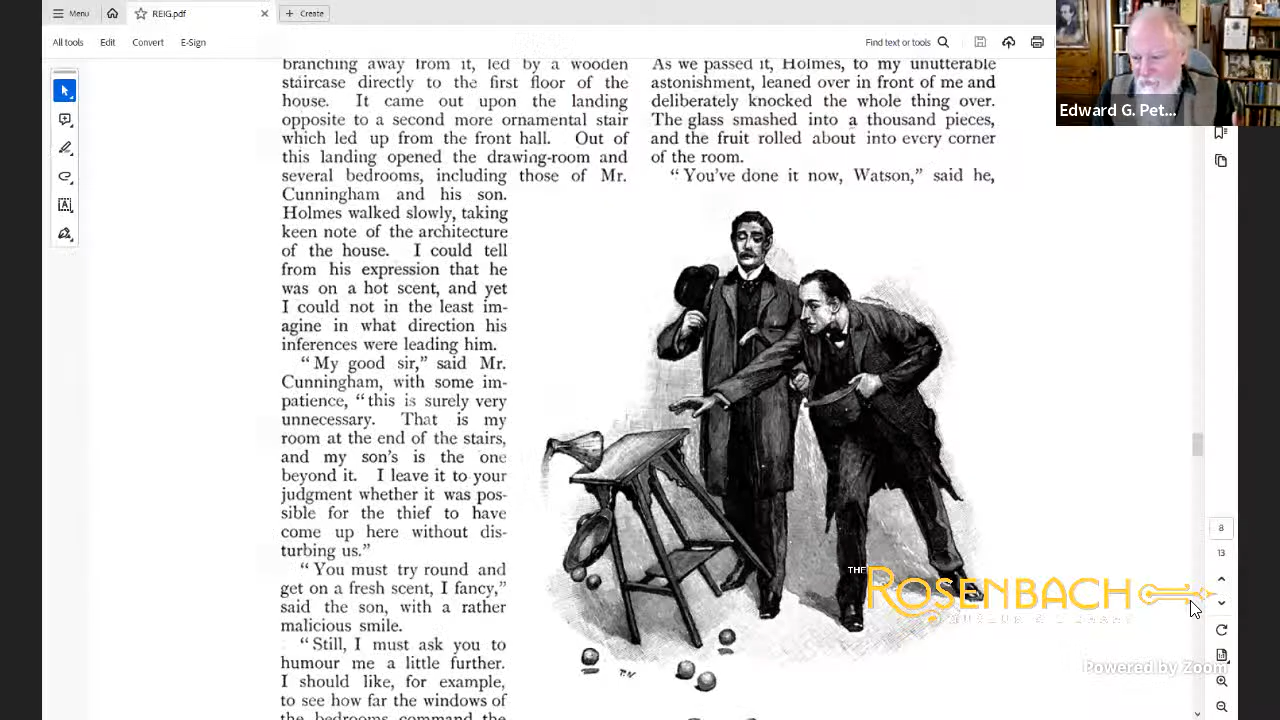 Menu
REIG.pdf
Create
All tools
Edit
Convert
E-Sign
Find text or tools
Edward G. Pet...
branching away from it, led by a wooden
staircase directly to the first floor of the
house. It came out upon the landing
opposite to a second more ornamental stair
which led up from the front hall. Out of
this landing opened the drawing-room and
several bedrooms, including those of Mr.
Cunningham and his son.
Holmes walked slowly, taking
keen note of the architecture
of the house. I could tell
from his expression that he
was on a hot scent, and yet
I could not in the least im-
agine in what direction his
inferences were leading him.
"My good sir," said Mr.
Cunningham, with some im-
patience, "this is surely very
unnecessary. That is my
room at the end of the stairs,
and my son's is the one
beyond it. I leave it to your
judgment whether it was pos-
sible for the thief to have
come up here without dis-
turbing us."
"You must try round and
get on a fresh scent, I fancy,"
said the son, with a rather
malicious smile.
"Still, I must ask you to
humour me a little further.
I should like, for example,
to see how far the windows of
the bedrooms command the
As we passed it, Holmes, to my unutterable
astonishment, leaned over in front of me and
deliberately knocked the whole thing over.
The glass smashed into a thousand pieces,
and the fruit rolled about into every corner
of the room.
"You've done it now, Watson," said he,
8
13
THE
ROSENBACH
Powered by Zoom